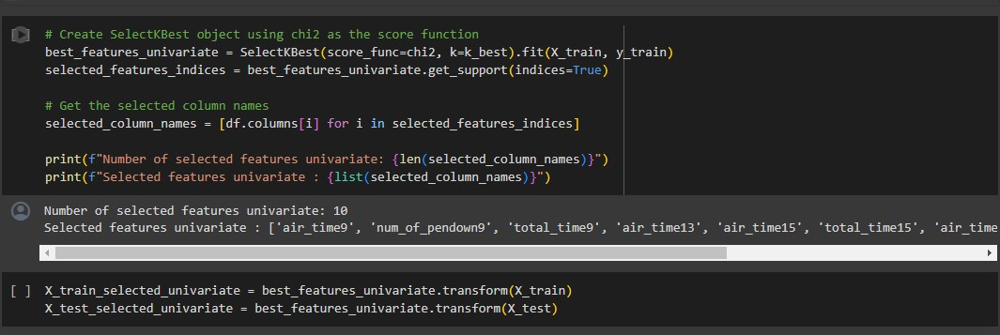 # Create SelectKBest object using chi2 as the score function
best_features_univariate = SelectKBest(score_func=chi2, k=k_best).fit(X_train, y_train)
selected_features_indices = best_features_univariate.get_support(indices=True)
# Get the selected column names
selected_column_names = [df.columns[i] for i in selected_features_indices]
print(f"Number of selected features univariate: {len(selected_column_names)}")
print(f"Selected features univariate : {list(selected_column_names)}")
Number of selected features univariate: 10
Selected features univariate : ['air_time9', 'num_of_pendown9', 'total_time9', 'air_time13', 'air_time15', 'total_time15', 'air_time
[ ] X_train_selected_univariate = best_features_univariate.transform(X_train)
X_test_selected_univariate = best_features_univariate.transform(X_test)